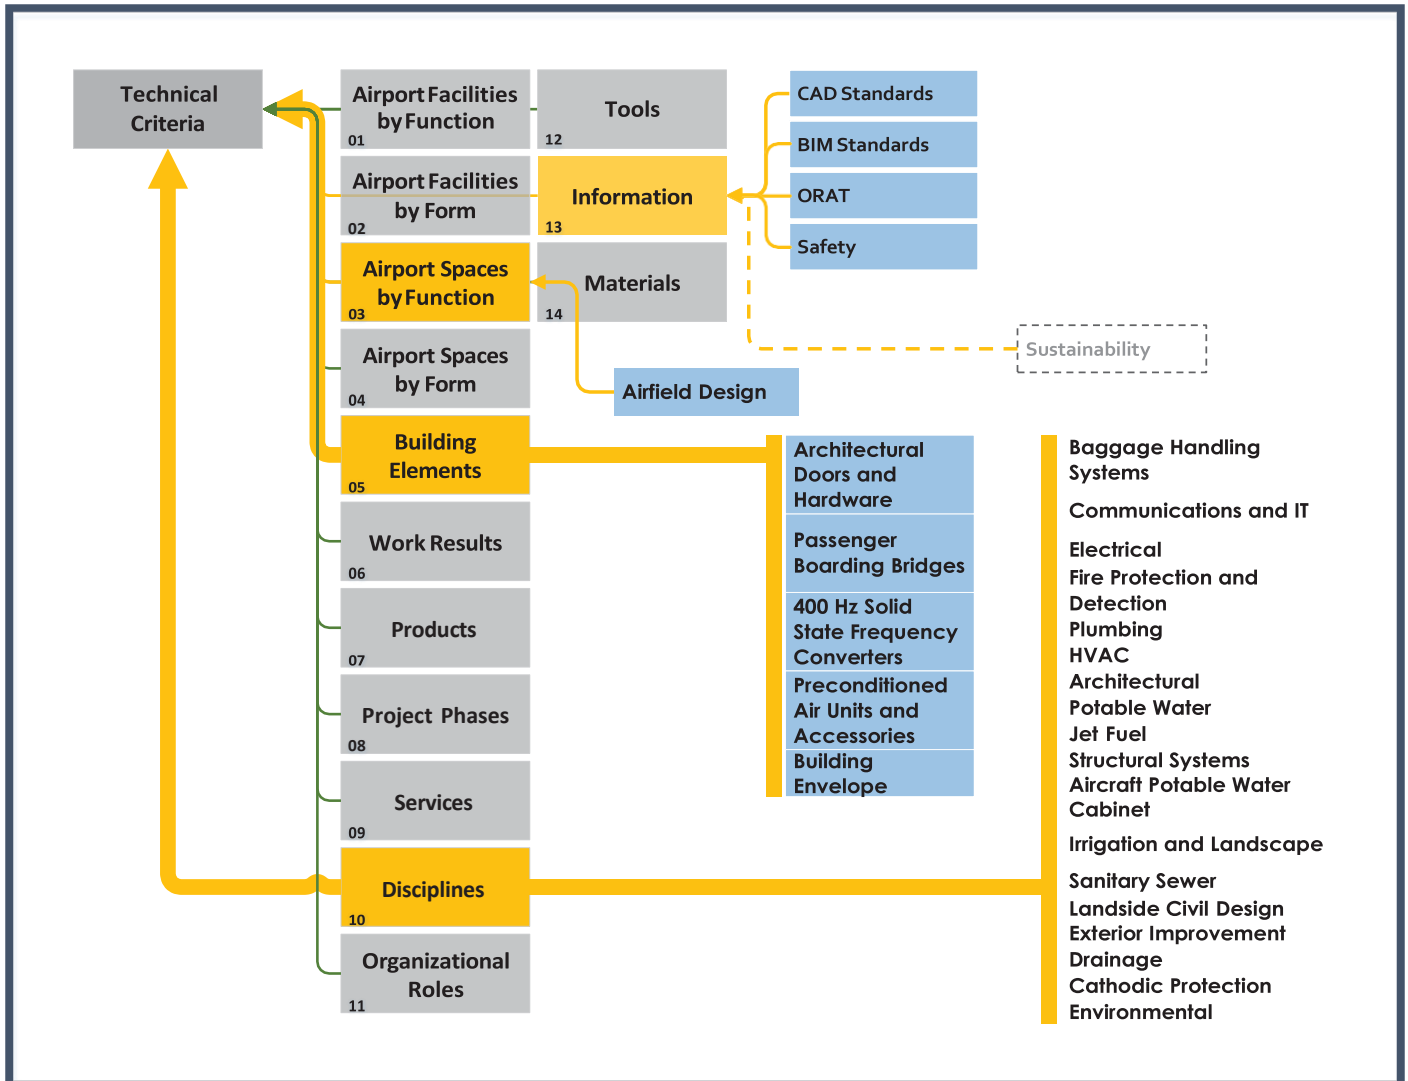 Technical
Criteria
Airport Facilities
by Function
01
Airport Facilities
by Form
02
Airport Spaces
by Function
03
Airport Spaces
by Form
04
Building
Elements
05
Work Results
06
Products
07
Project Phases
08
Services
09
Disciplines
10
Organizational
Roles
11
Tools
12
Information
13
Materials
14
CAD Standards
BIM Standards
ORAT
Safety
Sustainability
Airfield Design
Architectural
Doors and
Hardware
Passenger
Boarding Bridges
400 Hz Solid
State Frequency
Converters
Preconditioned
Air Units and
Accessories
Building
Envelope
Baggage Handling
Systems
Communications and IT
Electrical
Fire Protection and
Detection
Plumbing
HVAC
Architectural
Potable Water
Jet Fuel
Structural Systems
Aircraft Potable Water
Cabinet
Irrigation and Landscape
Sanitary Sewer
Landside Civil Design
Exterior Improvement
Drainage
Cathodic Protection
Environmental